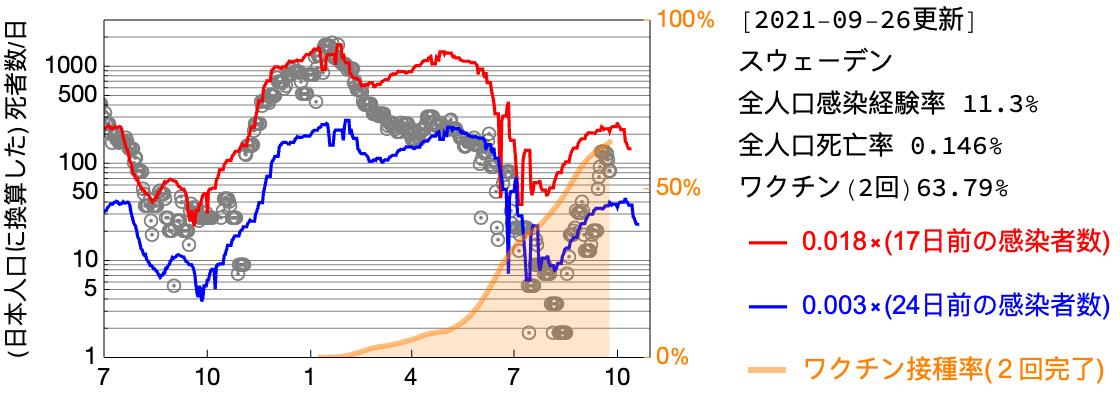 (日本人口に換算した) 死者数/日
1000
500
100
50
10
5
1
7
10
1
4
7
10
100%
50%
0%
[2021-09-26更新]
スウェーデン
全人口感染経験率 11.3%
全人口死亡率 0.146%
ワクチン(2回)63.79%
0.018×(17日前の感染者数)
0.003×(24日前の感染者数)
ワクチン接種率(２回完了)